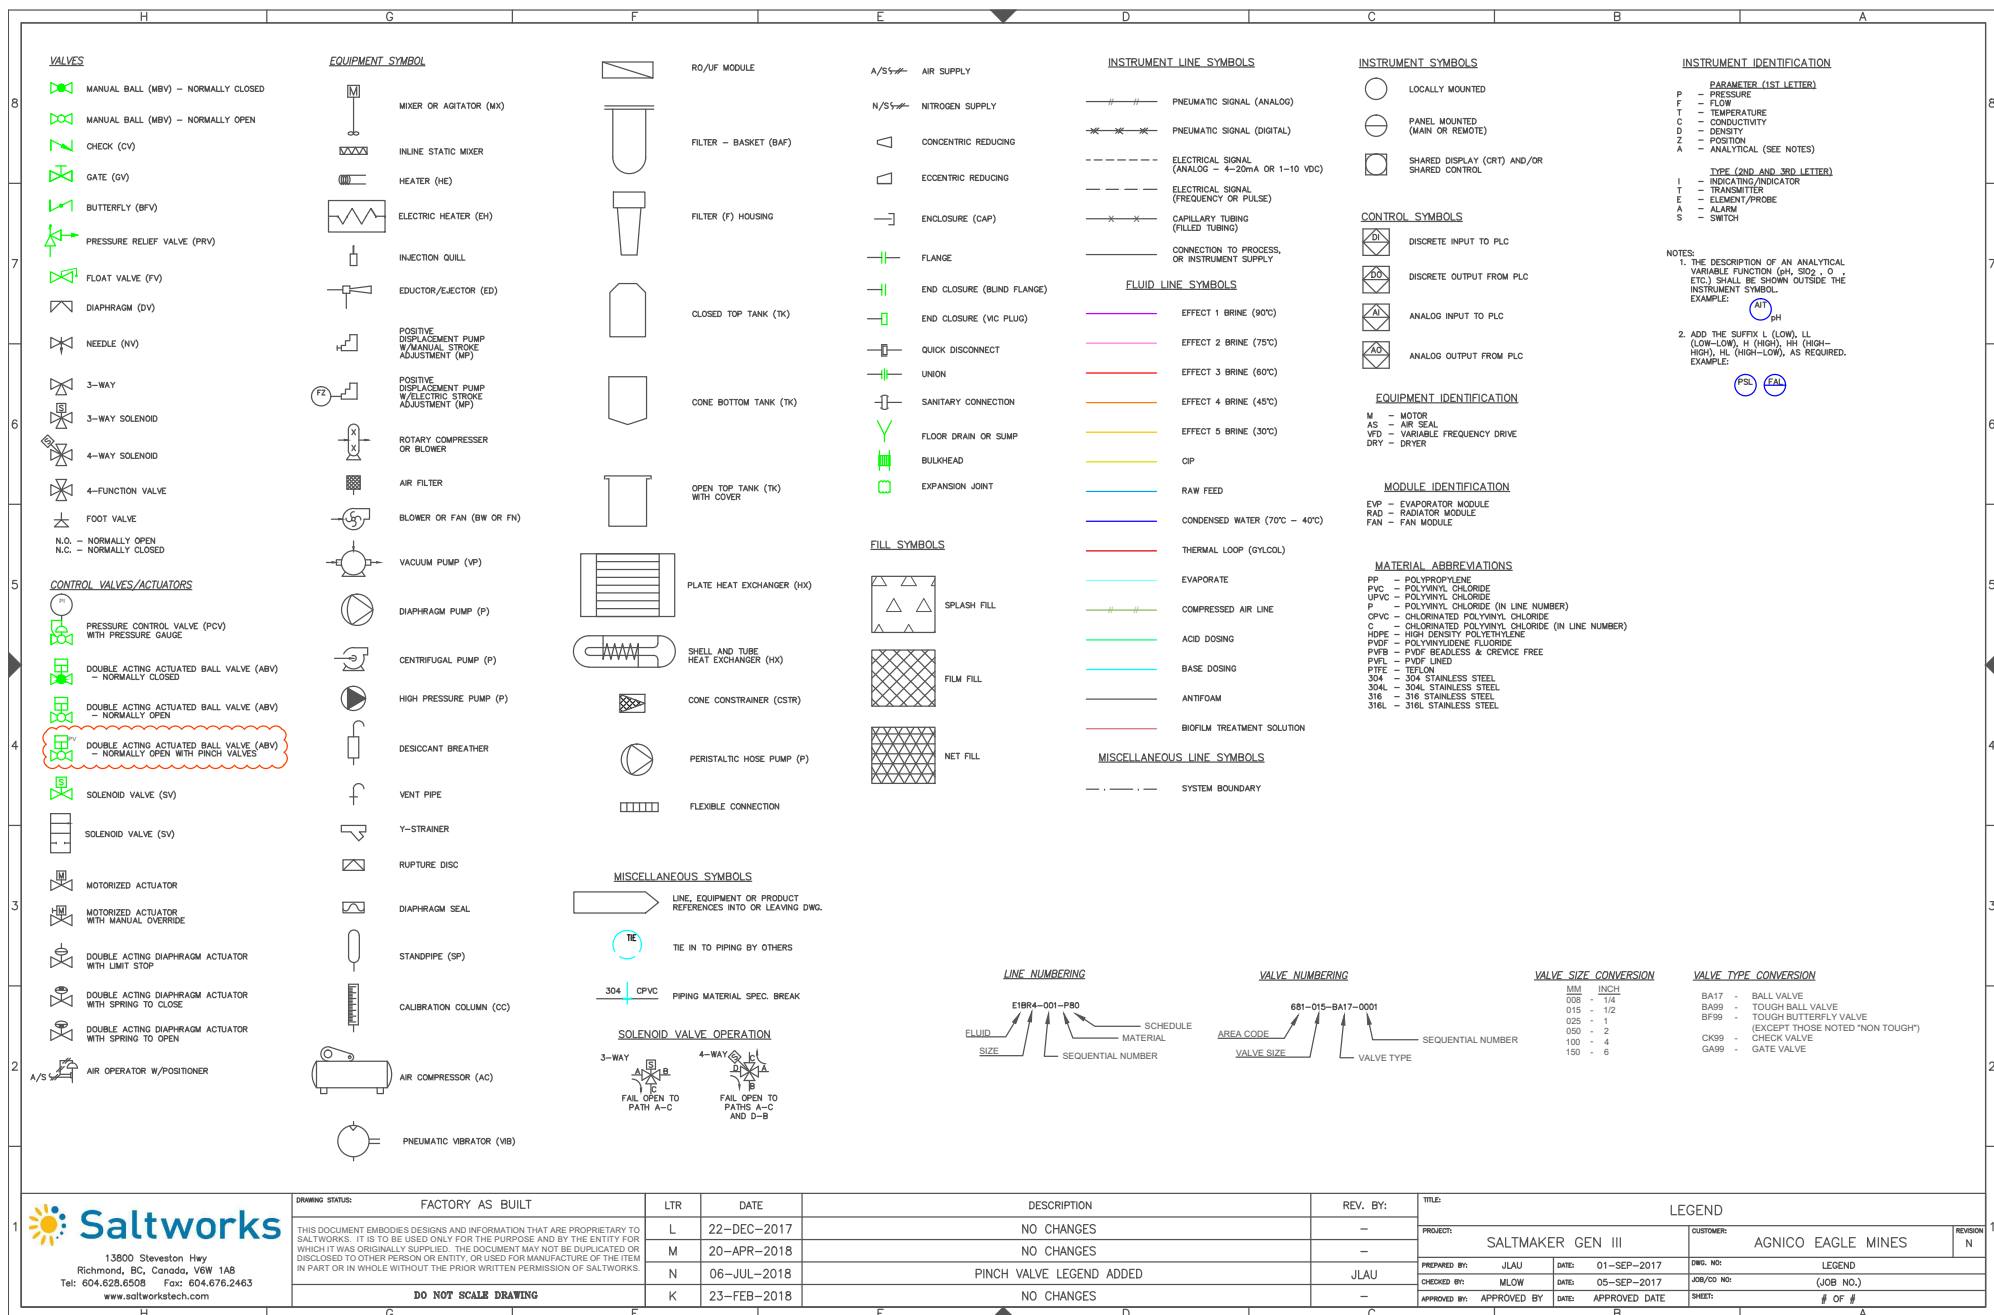 H G F E D C B A
8
7
6
5
4
3
2
1
VALVES
MANUAL BALL (MBV) – NORMALLY CLOSED
MANUAL BALL (MBV) – NORMALLY OPEN
CHECK (CV)
GATE (GV)
BUTTERFLY (BFV)
PRESSURE RELIEF VALVE (PRV)
FLOAT VALVE (FV)
DIAPHRAGM (DV)
NEEDLE (NV)
3–WAY
S
3–WAY SOLENOID
S
4–WAY SOLENOID
4–FUNCTION VALVE
FOOT VALVE
N.O. – NORMALLY OPEN
N.C. – NORMALLY CLOSED
CONTROL VALVES/ACTUATORS
PI
PRESSURE CONTROL VALVE (PCV)
WITH PRESSURE GAUGE
DOUBLE ACTING ACTUATED BALL VALVE (ABV)
– NORMALLY CLOSED
DOUBLE ACTING ACTUATED BALL VALVE (ABV)
– NORMALLY OPEN
PV
DOUBLE ACTING ACTUATED BALL VALVE (ABV)
– NORMALLY OPEN WITH PINCH VALVES
S
SOLENOID VALVE (SV)
SOLENOID VALVE (SV)
M
MOTORIZED ACTUATOR
M
MOTORIZED ACTUATOR
WITH MANUAL OVERRIDE
DOUBLE ACTING DIAPHRAGM ACTUATOR
WITH LIMIT STOP
DOUBLE ACTING DIAPHRAGM ACTUATOR
WITH SPRING TO CLOSE
DOUBLE ACTING DIAPHRAGM ACTUATOR
WITH SPRING TO OPEN
A/S
AIR OPERATOR W/POSITIONER
EQUIPMENT SYMBOL
M
MIXER OR AGITATOR (MX)
INLINE STATIC MIXER
HEATER (HE)
ELECTRIC HEATER (EH)
INJECTION QUILL
EDUCTOR/EJECTOR (ED)
POSITIVE
DISPLACEMENT PUMP
W/MANUAL STROKE
ADJUSTMENT (MP)
FZ
POSITIVE
DISPLACEMENT PUMP
W/ELECTRIC STROKE
ADJUSTMENT (MP)
X
X
ROTARY COMPRESSOR
OR BLOWER
AIR FILTER
BLOWER OR FAN (BW OR FN)
VACUUM PUMP (VP)
DIAPHRAGM PUMP (P)
CENTRIFUGAL PUMP (P)
HIGH PRESSURE PUMP (P)
DESICCANT BREATHER
VENT PIPE
Y–STRAINER
RUPTURE DISC
DIAPHRAGM SEAL
STANDPIPE (SP)
CALIBRATION COLUMN (CC)
AIR COMPRESSOR (AC)
PNEUMATIC VIBRATOR (VIB)
RO/UF MODULE
FILTER – BASKET (BAF)
FILTER (F) HOUSING
CLOSED TOP TANK (TK)
CONE BOTTOM TANK (TK)
OPEN TOP TANK (TK)
WITH COVER
PLATE HEAT EXCHANGER (HX)
SHELL AND TUBE
HEAT EXCHANGER (HX)
CONE CONSTRAINER (CSTR)
PERISTALTIC HOSE PUMP (P)
FLEXIBLE CONNECTION
MISCELLANEOUS SYMBOLS
LINE, EQUIPMENT OR PRODUCT
REFERENCES INTO OR LEAVING DWG.
TIE
TIE IN TO PIPING BY OTHERS
304 CPVC
PIPING MATERIAL SPEC. BREAK
SOLENOID VALVE OPERATION
3–WAY
S
A B
C
FAIL OPEN TO
PATH A–C
4–WAY
S
C
D A
B
FAIL OPEN TO
PATHS A–C
AND D–B
A/S
AIR SUPPLY
N/S
NITROGEN SUPPLY
CONCENTRIC REDUCING
ECCENTRIC REDUCING
ENCLOSURE (CAP)
FLANGE
END CLOSURE (BLIND FLANGE)
END CLOSURE (VIC PLUG)
QUICK DISCONNECT
UNION
SANITARY CONNECTION
FLOOR DRAIN OR SUMP
BULKHEAD
EXPANSION JOINT
FILL SYMBOLS
SPLASH FILL
FILM FILL
NET FILL
INSTRUMENT LINE SYMBOLS
PNEUMATIC SIGNAL (ANALOG)
PNEUMATIC SIGNAL (DIGITAL)
ELECTRICAL SIGNAL
(ANALOG – 4–20mA OR 1–10 VDC)
ELECTRICAL SIGNAL
(FREQUENCY OR PULSE)
CAPILLARY TUBING
(FILLED TUBING)
CONNECTION TO PROCESS,
OR INSTRUMENT SUPPLY
FLUID LINE SYMBOLS
EFFECT 1 BRINE (90°C)
EFFECT 2 BRINE (75°C)
EFFECT 3 BRINE (60°C)
EFFECT 4 BRINE (45°C)
EFFECT 5 BRINE (30°C)
CIP
RAW FEED
CONDENSED WATER (70°C – 40°C)
THERMAL LOOP (GYLCOL)
EVAPORATE
COMPRESSED AIR LINE
ACID DOSING
BASE DOSING
ANTIFOAM
BIOFILM TREATMENT SOLUTION
MISCELLANEOUS LINE SYMBOLS
SYSTEM BOUNDARY
INSTRUMENT SYMBOLS
LOCALLY MOUNTED
PANEL MOUNTED
(MAIN OR REMOTE)
SHARED DISPLAY (CRT) AND/OR
SHARED CONTROL
CONTROL SYMBOLS
DI
DISCRETE INPUT TO PLC
DO
DISCRETE OUTPUT FROM PLC
AI
ANALOG INPUT TO PLC
AO
ANALOG OUTPUT FROM PLC
EQUIPMENT IDENTIFICATION
M – MOTOR
AS – AIR SEAL
VFD – VARIABLE FREQUENCY DRIVE
DRY – DRYER
MODULE IDENTIFICATION
EVP – EVAPORATOR MODULE
RAD – RADIATOR MODULE
FAN – FAN MODULE
MATERIAL ABBREVIATIONS
PP – POLYPROPYLENE
PVC – POLYVINYL CHLORIDE
UPVC – POLYVINYL CHLORIDE
P – POLYVINYL CHLORIDE (IN LINE NUMBER)
CPVC – CHLORINATED POLYVINYL CHLORIDE
C – CHLORINATED POLYVINYL CHLORIDE (IN LINE NUMBER)
HDPE – HIGH DENSITY POLYETHYLENE
PVDF – POLYVINYLIDENE FLUORIDE
PVFB – PVDF BEADLESS & CREVICE FREE
PVFL – PVDF LINED
PTFE – TEFLON
304 – 304 STAINLESS STEEL
304L – 304L STAINLESS STEEL
316 – 316 STAINLESS STEEL
316L – 316L STAINLESS STEEL
INSTRUMENT IDENTIFICATION
PARAMETER (1ST LETTER)
P – PRESSURE
F – FLOW
T – TEMPERATURE
C – CONDUCTIVITY
D – DENSITY
Z – POSITION
A – ANALYTICAL (SEE NOTES)
TYPE (2ND AND 3RD LETTER)
I – INDICATING/INDICATOR
T – TRANSMITTER
E – ELEMENT/PROBE
A – ALARM
S – SWITCH
NOTES:
1. THE DESCRIPTION OF AN ANALYTICAL
VARIABLE FUNCTION (pH, SIO2 , O ,
ETC.) SHALL BE SHOWN OUTSIDE THE
INSTRUMENT SYMBOL.
EXAMPLE:
AIT
pH
2. ADD THE SUFFIX L (LOW), LL
(LOW–LOW), H (HIGH), HH (HIGH–
HIGH), HL (HIGH–LOW), AS REQUIRED.
EXAMPLE:
PSL FAL
LINE NUMBERING
E1BR4–001–P80
FLUID
SIZE
SCHEDULE
MATERIAL
SEQUENTIAL NUMBER
VALVE NUMBERING
681–015–BA17–0001
AREA CODE
VALVE SIZE
SEQUENTIAL NUMBER
VALVE TYPE
VALVE SIZE CONVERSION
MM INCH
008 - 1/4
015 - 1/2
025 - 1
050 - 2
100 - 4
150 - 6
VALVE TYPE CONVERSION
BA17 - BALL VALVE
BA99 - TOUGH BALL VALVE
BF99 - TOUGH BUTTERFLY VALVE
(EXCEPT THOSE NOTED "NON TOUGH")
CK99 - CHECK VALVE
GA99 - GATE VALVE
Saltworks
13800 Steveston Hwy
Richmond, BC, Canada, V6W 1A8
Tel: 604.628.6508 Fax: 604.676.2463
www.saltworkstech.com
DRAWING STATUS: FACTORY AS BUILT
THIS DOCUMENT EMBODIES DESIGNS AND INFORMATION THAT ARE PROPRIETARY TO
SALTWORKS. IT IS TO BE USED ONLY FOR THE PURPOSE AND BY THE ENTITY FOR
WHICH IT WAS ORIGINALLY SUPPLIED. THE DOCUMENT MAY NOT BE DUPLICATED OR
DISCLOSED TO OTHER PERSON OR ENTITY, OR USED FOR MANUFACTURE OF THE ITEM
IN PART OR IN WHOLE WITHOUT THE PRIOR WRITTEN PERMISSION OF SALTWORKS.
DO NOT SCALE DRAWING
LTR DATE DESCRIPTION REV. BY:
L 22–DEC–2017 NO CHANGES –
M 20–APR–2018 NO CHANGES –
N 06–JUL–2018 PINCH VALVE LEGEND ADDED JLAU
K 23–FEB–2018 NO CHANGES –
TITLE: LEGEND
PROJECT: SALTMAKER GEN III
CUSTOMER: AGNICO EAGLE MINES
REVISION N
PREPARED BY: JLAU DATE: 01–SEP–2017 DWG. NO: LEGEND
CHECKED BY: MLOW DATE: 05–SEP–2017 JOB/CO NO: (JOB NO.)
APPROVED BY: APPROVED BY DATE: APPROVED DATE SHEET: # OF #
H G F E D C B A